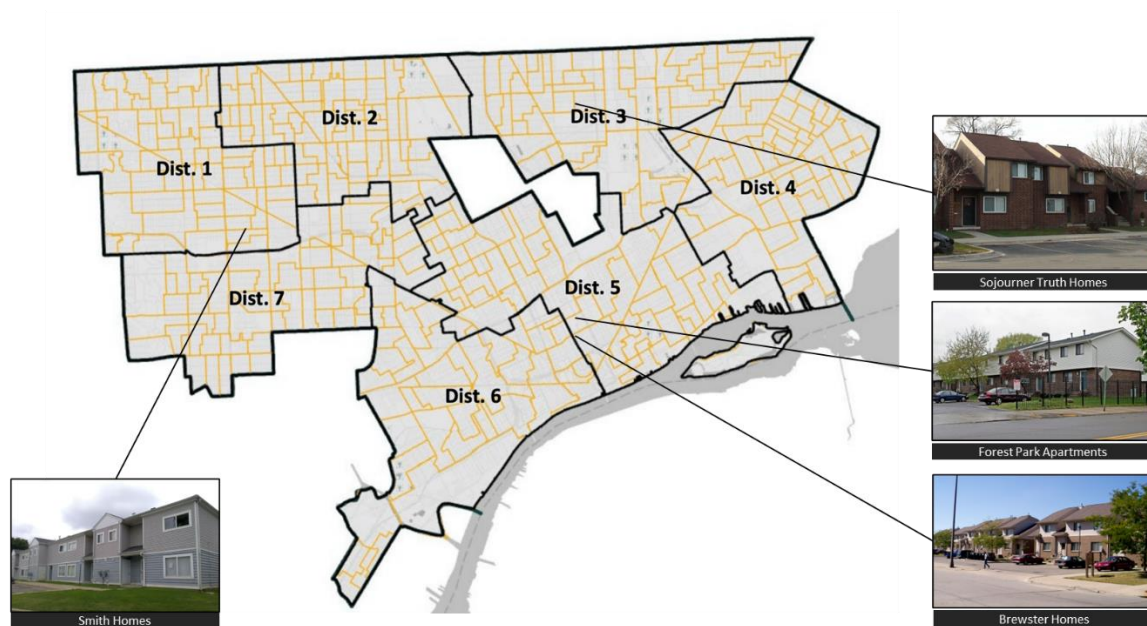 Dist. 1
Dist. 2
Dist. 3
Dist. 4
Dist. 5
Dist. 6
Dist. 7
Sojourner Truth Homes
Forest Park Apartments
Brewster Homes
Smith Homes